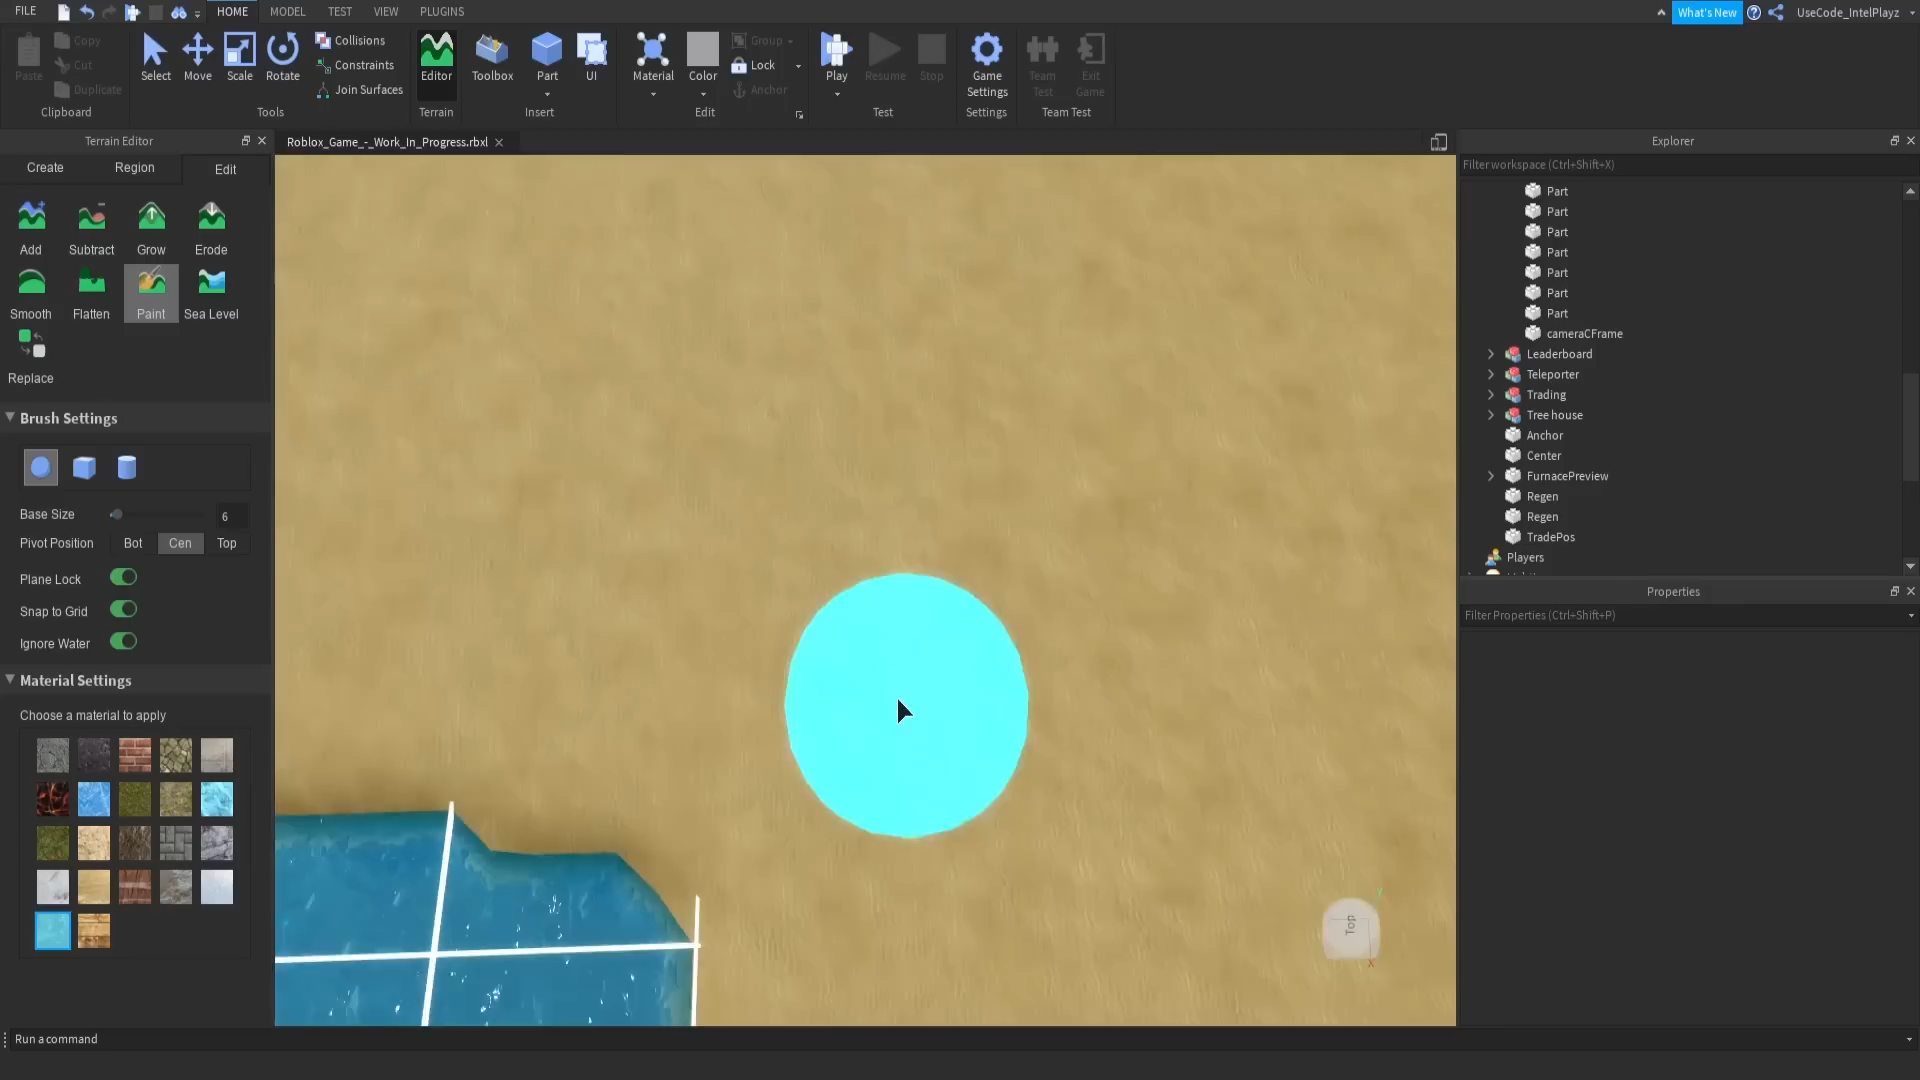 FILE HOME MODEL TEST VIEW PLUGINS What's New UseCode_IntelPlayz
Paste Copy Cut Duplicate
Clipboard
Select Move Scale Rotate Collisions Constraints Join Surfaces
Tools
Editor
Terrain
Toolbox Part UI
Insert
Material Color Group Lock Anchor
Edit
Play Resume Stop
Test
Game Settings
Settings
Team Test Exit Game
Team Test
Terrain Editor
Create Region Edit
Add Subtract Grow Erode
Smooth Flatten Paint Sea Level
Replace
Brush Settings
Base Size 6
Pivot Position Bot Cen Top
Plane Lock
Snap to Grid
Ignore Water
Material Settings
Choose a material to apply
Roblox_Game_-_Work_In_Progress.rbxl
Top
Y
X
Explorer
Filter workspace (Ctrl+Shift+X)
Part
Part
Part
Part
Part
Part
Part
cameraCFrame
Leaderboard
Teleporter
Trading
Tree house
Anchor
Center
FurnacePreview
Regen
Regen
TradePos
Players
Properties
Filter Properties (Ctrl+Shift+P)
Run a command